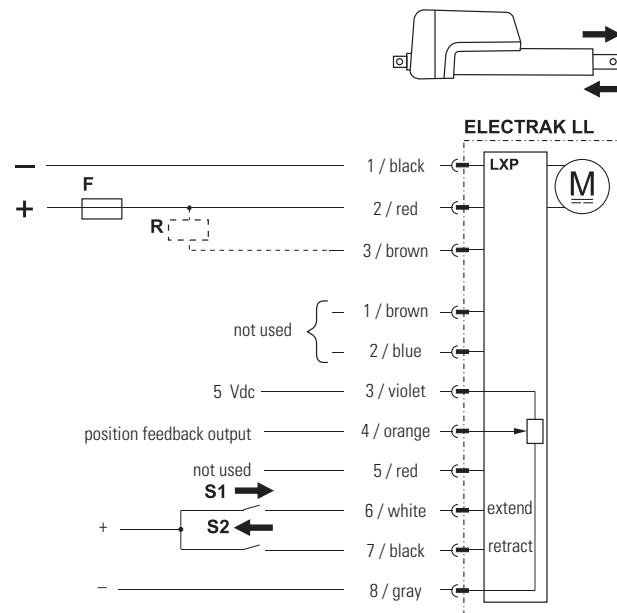 ELECTRAK LL
− 1 / black LXP
F M
+ 2 / red
R
3 / brown
1 / brown
not used
2 / blue
5 Vdc 3 / violet
position feedback output 4 / orange
not used 5 / red
S1
6 / white extend
+ S2
7 / black retract
− 8 / gray